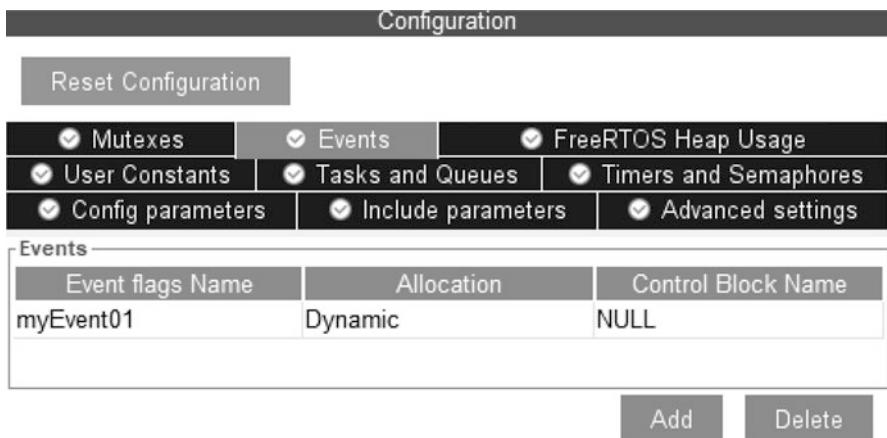 Configuration
Reset Configuration
Mutexes Events FreeRTOS Heap Usage
User Constants Tasks and Queues Timers and Semaphores
Config parameters Include parameters Advanced settings
Events
Event flags Name Allocation Control Block Name
myEvent01 Dynamic NULL
Add Delete